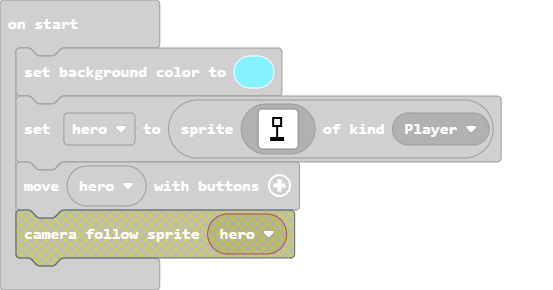 on start
set background color to
set hero to sprite of kind Player
move hero with buttons
camera follow sprite hero